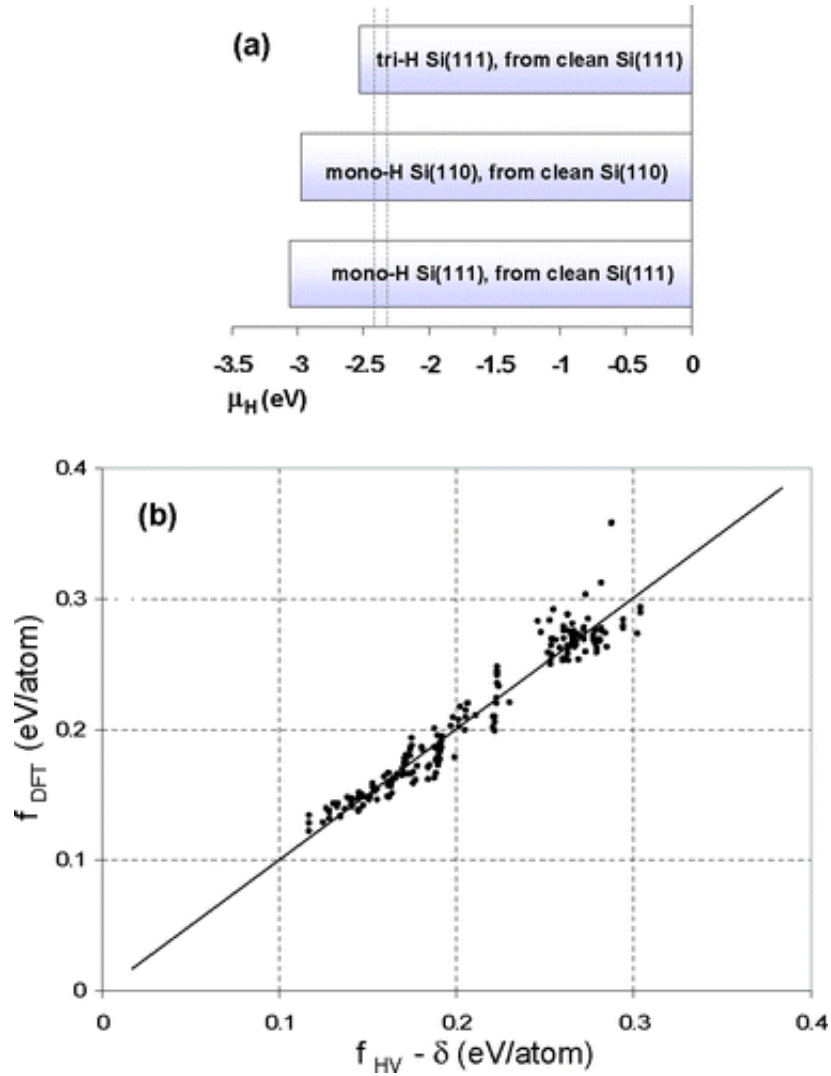 (a)
tri-H Si(111), from clean Si(111)
mono-H Si(110), from clean Si(110)
mono-H Si(111), from clean Si(111)
-3.5 -3 -2.5 -2 -1.5 -1 -0.5 0
μH (eV)
(b)
0.4
0.3
0.2
0.1
0
f DFT (eV/atom)
0 0.1 0.2 0.3 0.4
f HV - δ (eV/atom)